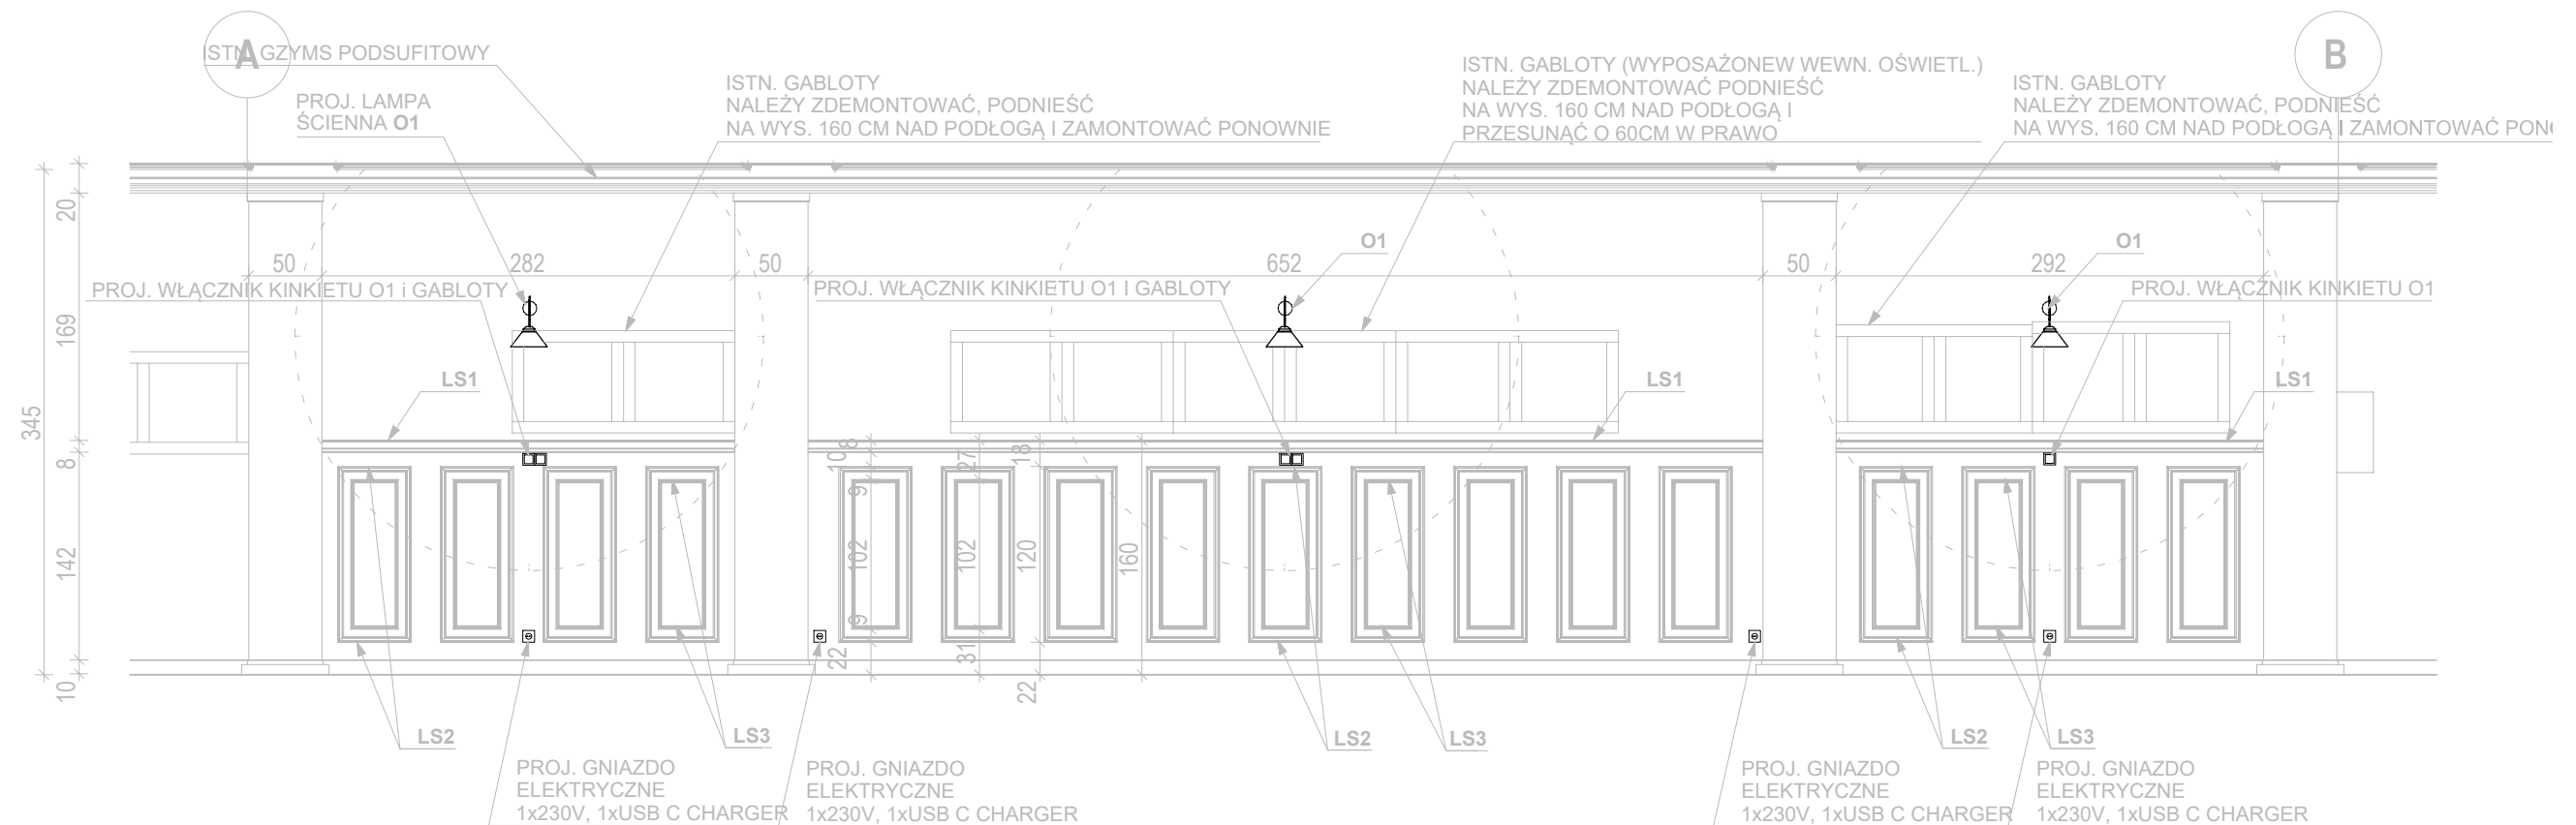 A
B
ISTN. GZYMS PODSUFITOWY
PROJ. LAMPA
ŚCIENNA O1
ISTN. GABLOTY
NALEŻY ZDEMONTOWAĆ, PODNIEŚĆ
NA WYS. 160 CM NAD PODŁOGĄ I ZAMONTOWAĆ PONOWNIE
ISTN. GABLOTY (WYPOSAŻONEW WEWN. OŚWIETL.)
NALEŻY ZDEMONTOWAĆ PODNIEŚĆ
NA WYS. 160 CM NAD PODŁOGĄ I
PRZESUNĄĆ O 60CM W PRAWO
ISTN. GABLOTY
NALEŻY ZDEMONTOWAĆ, PODNIEŚĆ
NA WYS. 160 CM NAD PODŁOGĄ I ZAMONTOWAĆ
O1
O1
50
282
50
652
50
292
PROJ. WŁĄCZNIK KINKIETU O1 i GABLOTY
PROJ. WŁĄCZNIK KINKIETU O1 I GABLOTY
PROJ. WŁĄCZNIK KINKIETU O1
LS1
LS1
LS1
345
20
169
8
142
10
8
10
9
102
9
22
27
102
31
18
120
22
160
LS2
LS3
LS2
LS3
LS2
LS3
PROJ. GNIAZDO
ELEKTRYCZNE
1x230V, 1xUSB C CHARGER
PROJ. GNIAZDO
ELEKTRYCZNE
1x230V, 1xUSB C CHARGER
PROJ. GNIAZDO
ELEKTRYCZNE
1x230V, 1xUSB C CHARGER
PROJ. GNIAZDO
ELEKTRYCZNE
1x230V, 1xUSB C CHARGER